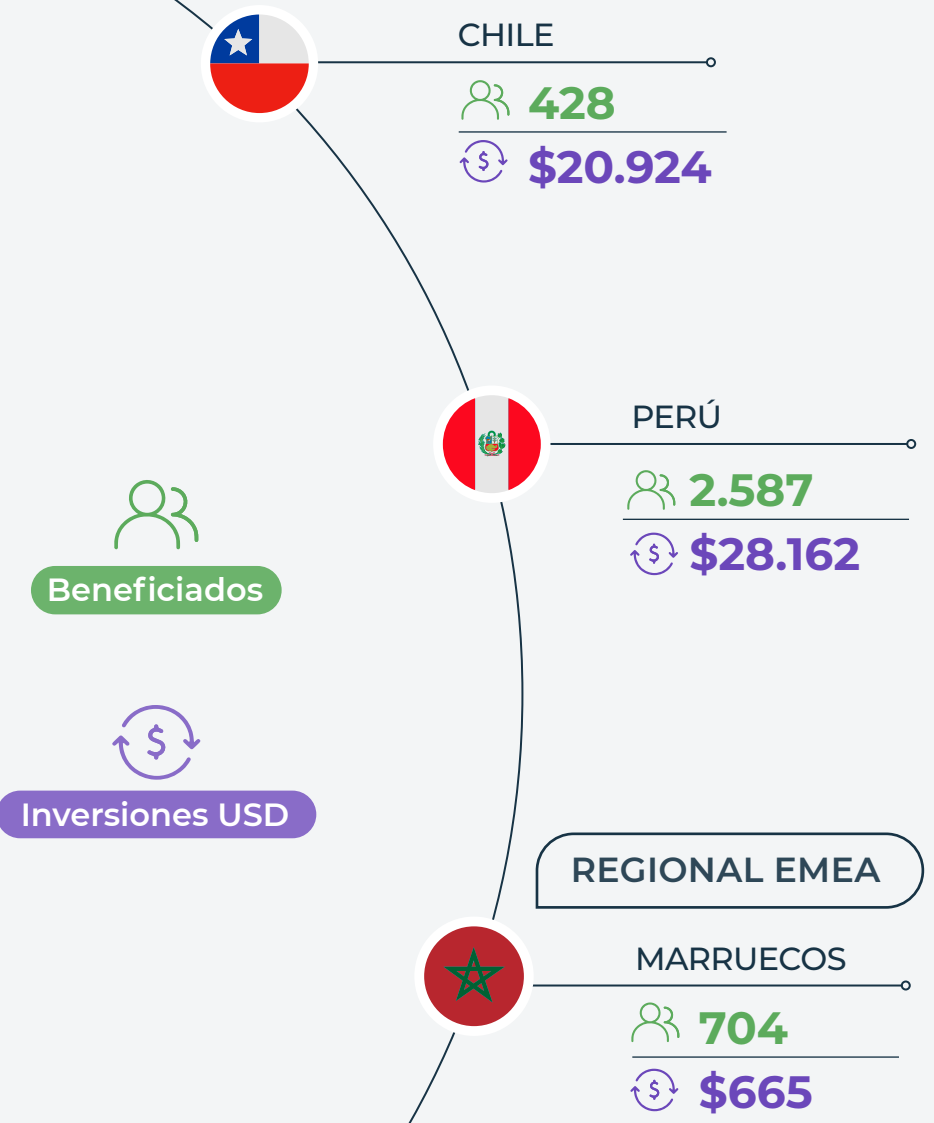 CHILE
428
$20.924
PERÚ
2.587
$28.162
Beneficiados
Inversiones USD
REGIONAL EMEA
MARRUECOS
704
$665